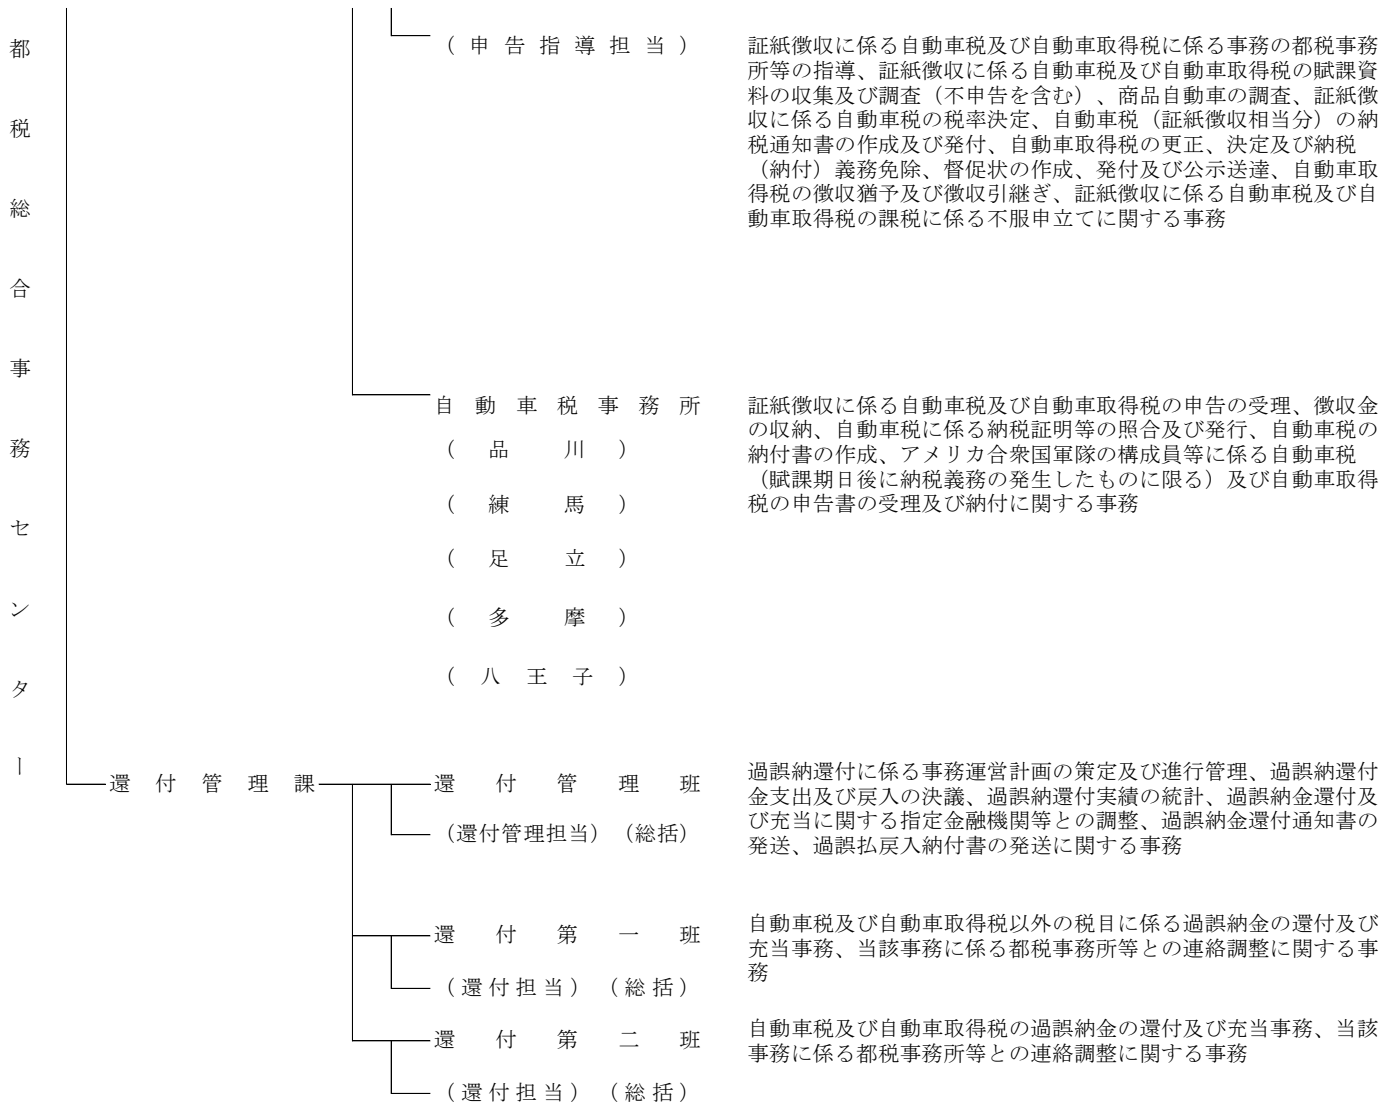 都税総合事務センター
(申告指導担当)
証紙徴収に係る自動車税及び自動車取得税に係る事務の都税事務
所等の指導、証紙徴収に係る自動車税及び自動車取得税の賦課資
料の収集及び調査(不申告を含む)、商品自動車の調査、証紙徴
収に係る自動車税の税率決定、自動車税(証紙徴収相当分)の納
税通知書の作成及び発付、自動車取得税の更正、決定及び納税
(納付)義務免除、督促状の作成、発付及び公示送達、自動車取
得税の徴収猶予及び徴収引継ぎ、証紙徴収に係る自動車税及び自
動車取得税の課税に係る不服申立てに関する事務
自動車税事務所
(品川)
(練馬)
(足立)
(多摩)
(八王子)
証紙徴収に係る自動車税及び自動車取得税の申告の受理、徴収金
の収納、自動車税に係る納税証明等の照合及び発行、自動車税の
納付書の作成、アメリカ合衆国軍隊の構成員等に係る自動車税
(賦課期日後に納税義務の発生したものに限る)及び自動車取得
税の申告書の受理及び納付に関する事務
還付管理課
還付管理班
(還付管理担当)(総括)
過誤納還付に係る事務運営計画の策定及び進行管理、過誤納還付
金支出及び戻入の決議、過誤納還付実績の統計、過誤納金還付及
び充当に関する指定金融機関等との調整、過誤納金還付通知書の
発送、過誤払戻入納付書の発送に関する事務
還付第一班
(還付担当)(総括)
自動車税及び自動車取得税以外の税目に係る過誤納金の還付及び
充当事務、当該事務に係る都税事務所等との連絡調整に関する事
務
還付第二班
(還付担当)(総括)
自動車税及び自動車取得税の過誤納金の還付及び充当事務、当該
事務に係る都税事務所等との連絡調整に関する事務